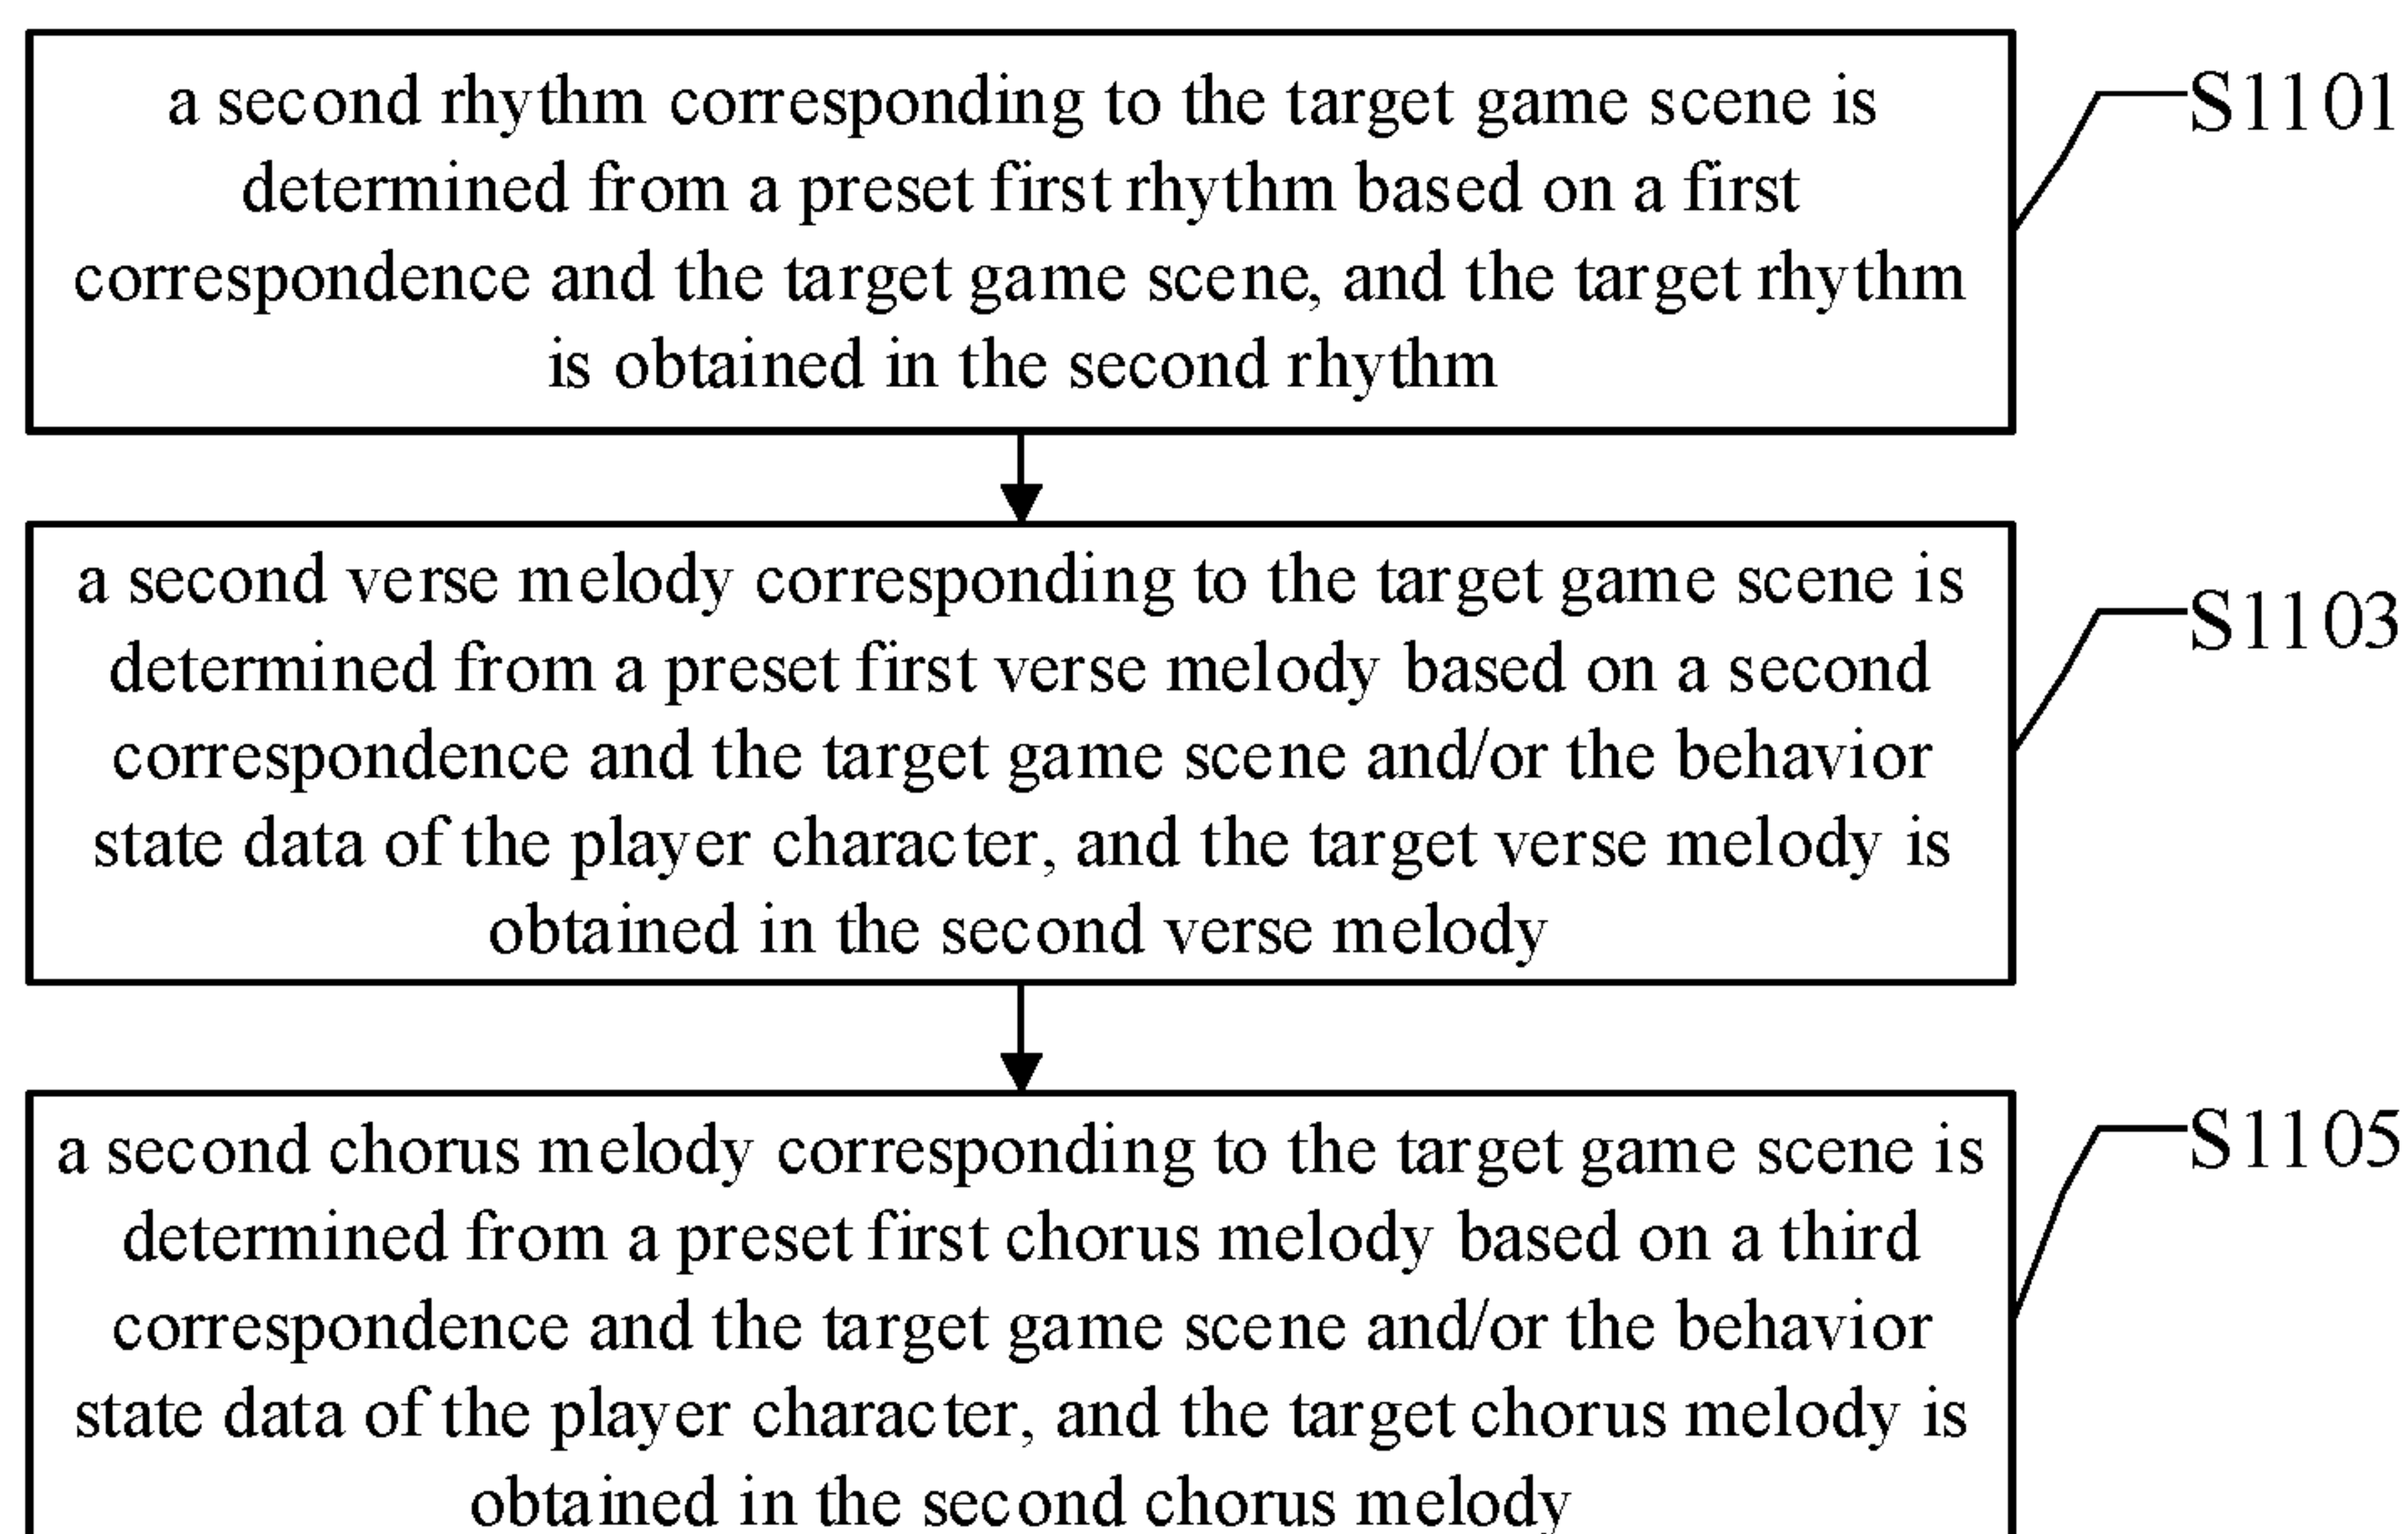 a second rhythm corresponding to the target game scene is
determined from a preset first rhythm based on a first
correspondence and the target game scene, and the target rhythm
is obtained in the second rhythm
S1101
a second verse melody corresponding to the target game scene is
determined from a preset first verse melody based on a second
correspondence and the target game scene and/or the behavior
state data of the player character, and the target verse melody is
obtained in the second verse melody
S1103
a second chorus melody corresponding to the target game scene is
determined from a preset first chorus melody based on a third
correspondence and the target game scene and/or the behavior
state data of the player character, and the target chorus melody is
obtained in the second chorus melody
S1105